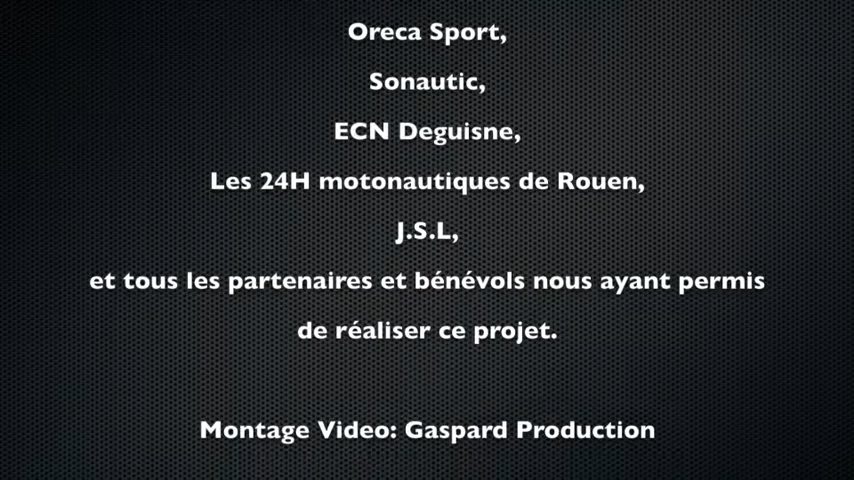 Oreca Sport,
Sonautic,
ECN Deguisne,
Les 24H motonautiques de Rouen,
J.S.L,
et tous les partenaires et bénévols nous ayant permis
de réaliser ce projet.
Montage Video: Gaspard Production